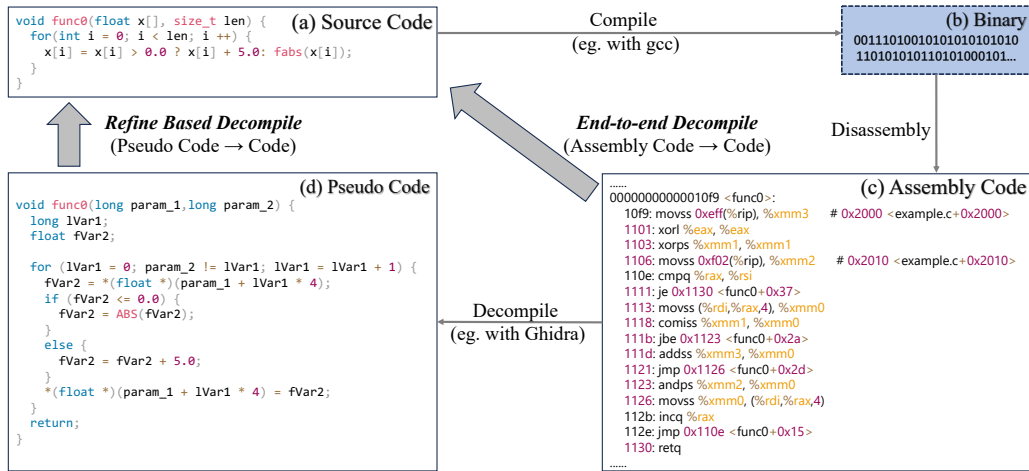 (a) Source Code
void func0(float x[], size_t len) {
for(int i = 0; i < len; i ++) {
x[i] = x[i] > 0.0 ? x[i] + 5.0: fabs(x[i]);
}
}
Compile
(eg. with gcc)
(b) Binary
001110100101010101010
110101010110101000101...
Refine Based Decompile
(Pseudo Code → Code)
End-to-end Decompile
(Assembly Code → Code)
Disassembly
(d) Pseudo Code
void func0(long param_1,long param_2) {
long lVar1;
float fVar2;
for (lVar1 = 0; param_2 != lVar1; lVar1 = lVar1 + 1) {
fVar2 = *(float *)(param_1 + lVar1 * 4);
if (fVar2 <= 0.0) {
fVar2 = ABS(fVar2);
}
else {
fVar2 = fVar2 + 5.0;
}
*(float *)(param_1 + lVar1 * 4) = fVar2;
}
return;
}
Decompile
(eg. with Ghidra)
(c) Assembly Code
......
00000000000010f9 <func0>:
10f9: movss 0xeff(%rip), %xmm3 # 0x2000 <example.c+0x2000>
1101: xorl %eax, %eax
1103: xorps %xmm1, %xmm1
1106: movss 0xf02(%rip), %xmm2 # 0x2010 <example.c+0x2010>
110e: cmpq %rax, %rsi
1111: je 0x1130 <func0+0x37>
1113: movss (%rdi,%rax,4), %xmm0
1118: comiss %xmm1, %xmm0
111b: jbe 0x1123 <func0+0x2a>
111d: addss %xmm3, %xmm0
1121: jmp 0x1126 <func0+0x2d>
1123: andps %xmm2, %xmm0
1126: movss %xmm0, (%rdi,%rax,4)
112b: incq %rax
112e: jmp 0x110e <func0+0x15>
1130: retq
......